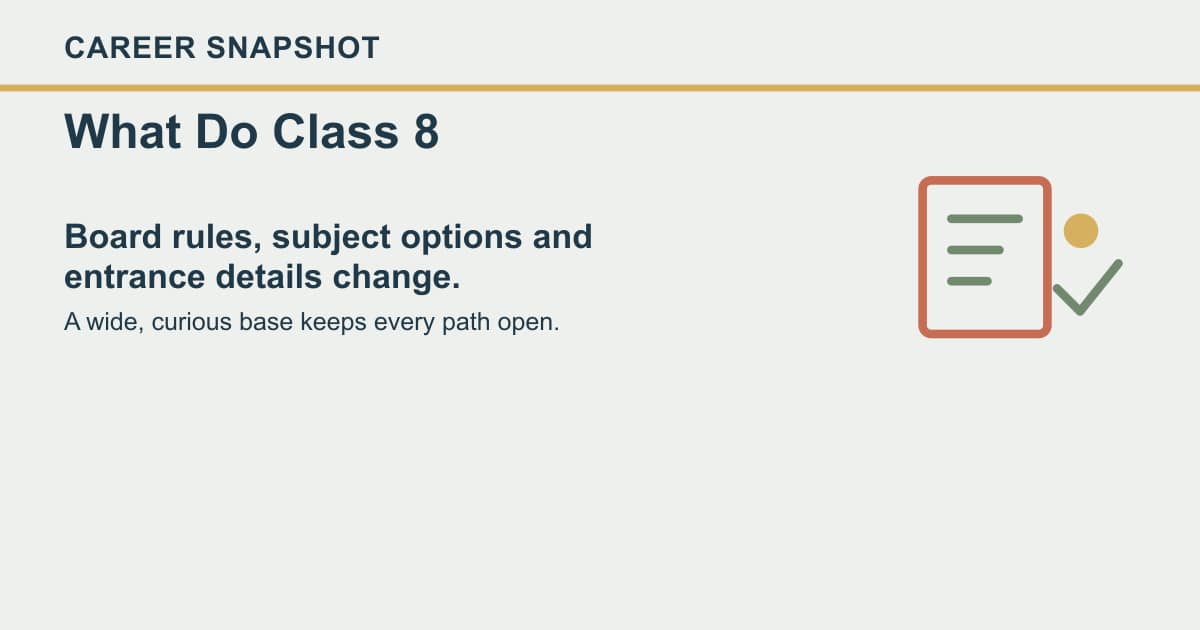 CAREER SNAPSHOT
What Do Class 8
Board rules, subject options and
entrance details change.
A wide, curious base keeps every path open.